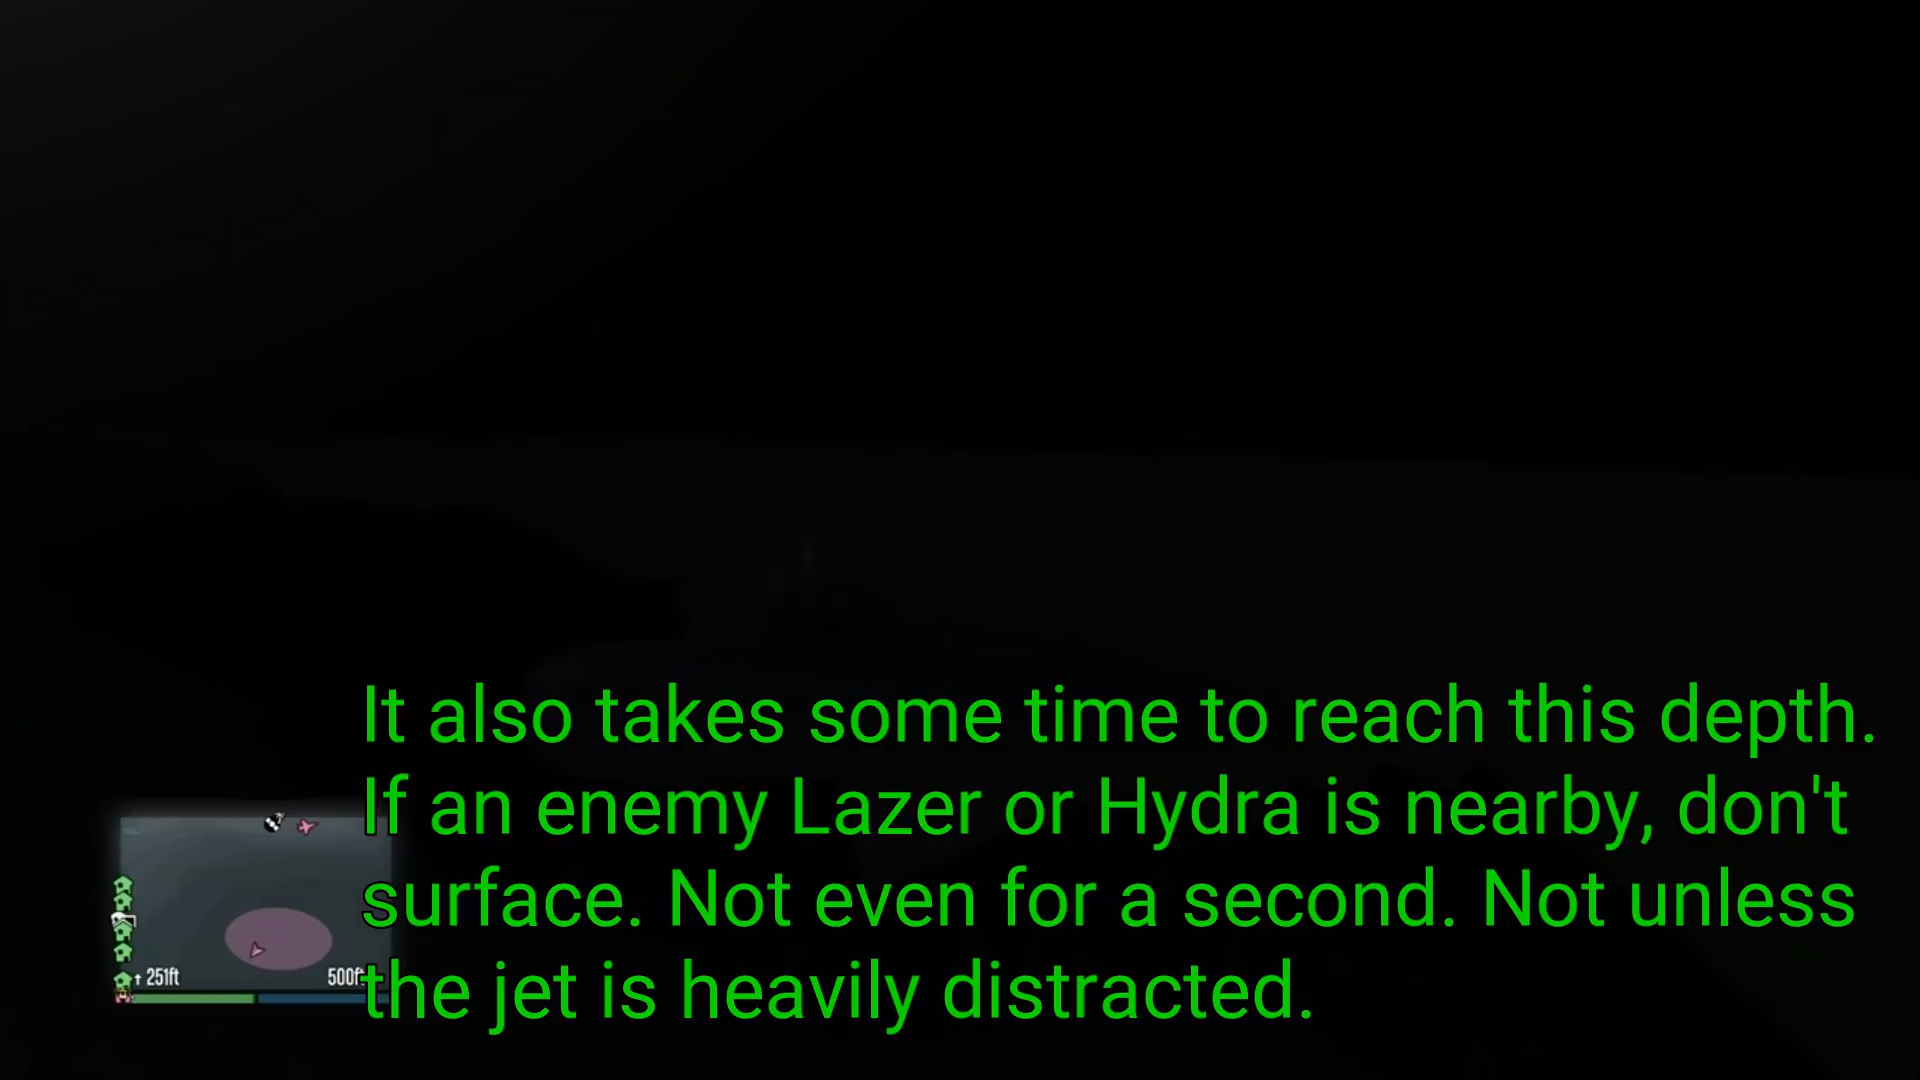 It also takes some time to reach this depth.
If an enemy Lazer or Hydra is nearby, don't
surface. Not even for a second. Not unless
the jet is heavily distracted.
↑ 251ft
500ft